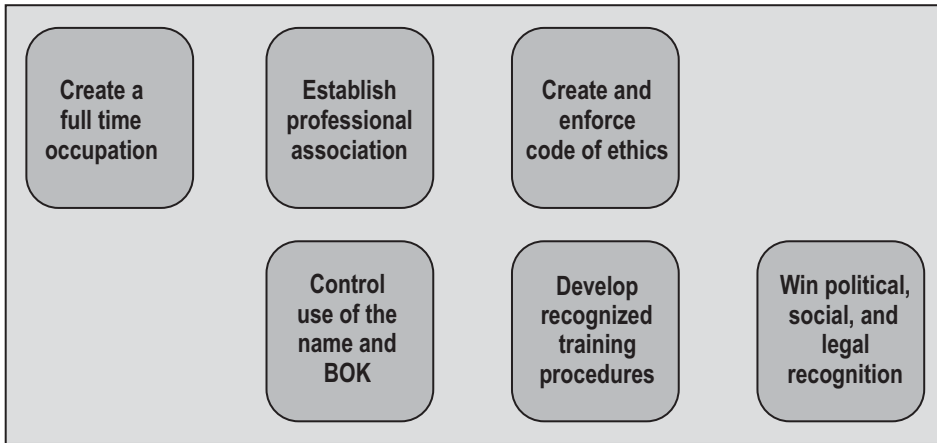 Create a
full time
occupation
Establish
professional
association
Create and
enforce
code of ethics
Control
use of the
name and
BOK
Develop
recognized
training
procedures
Win political,
social, and
legal
recognition